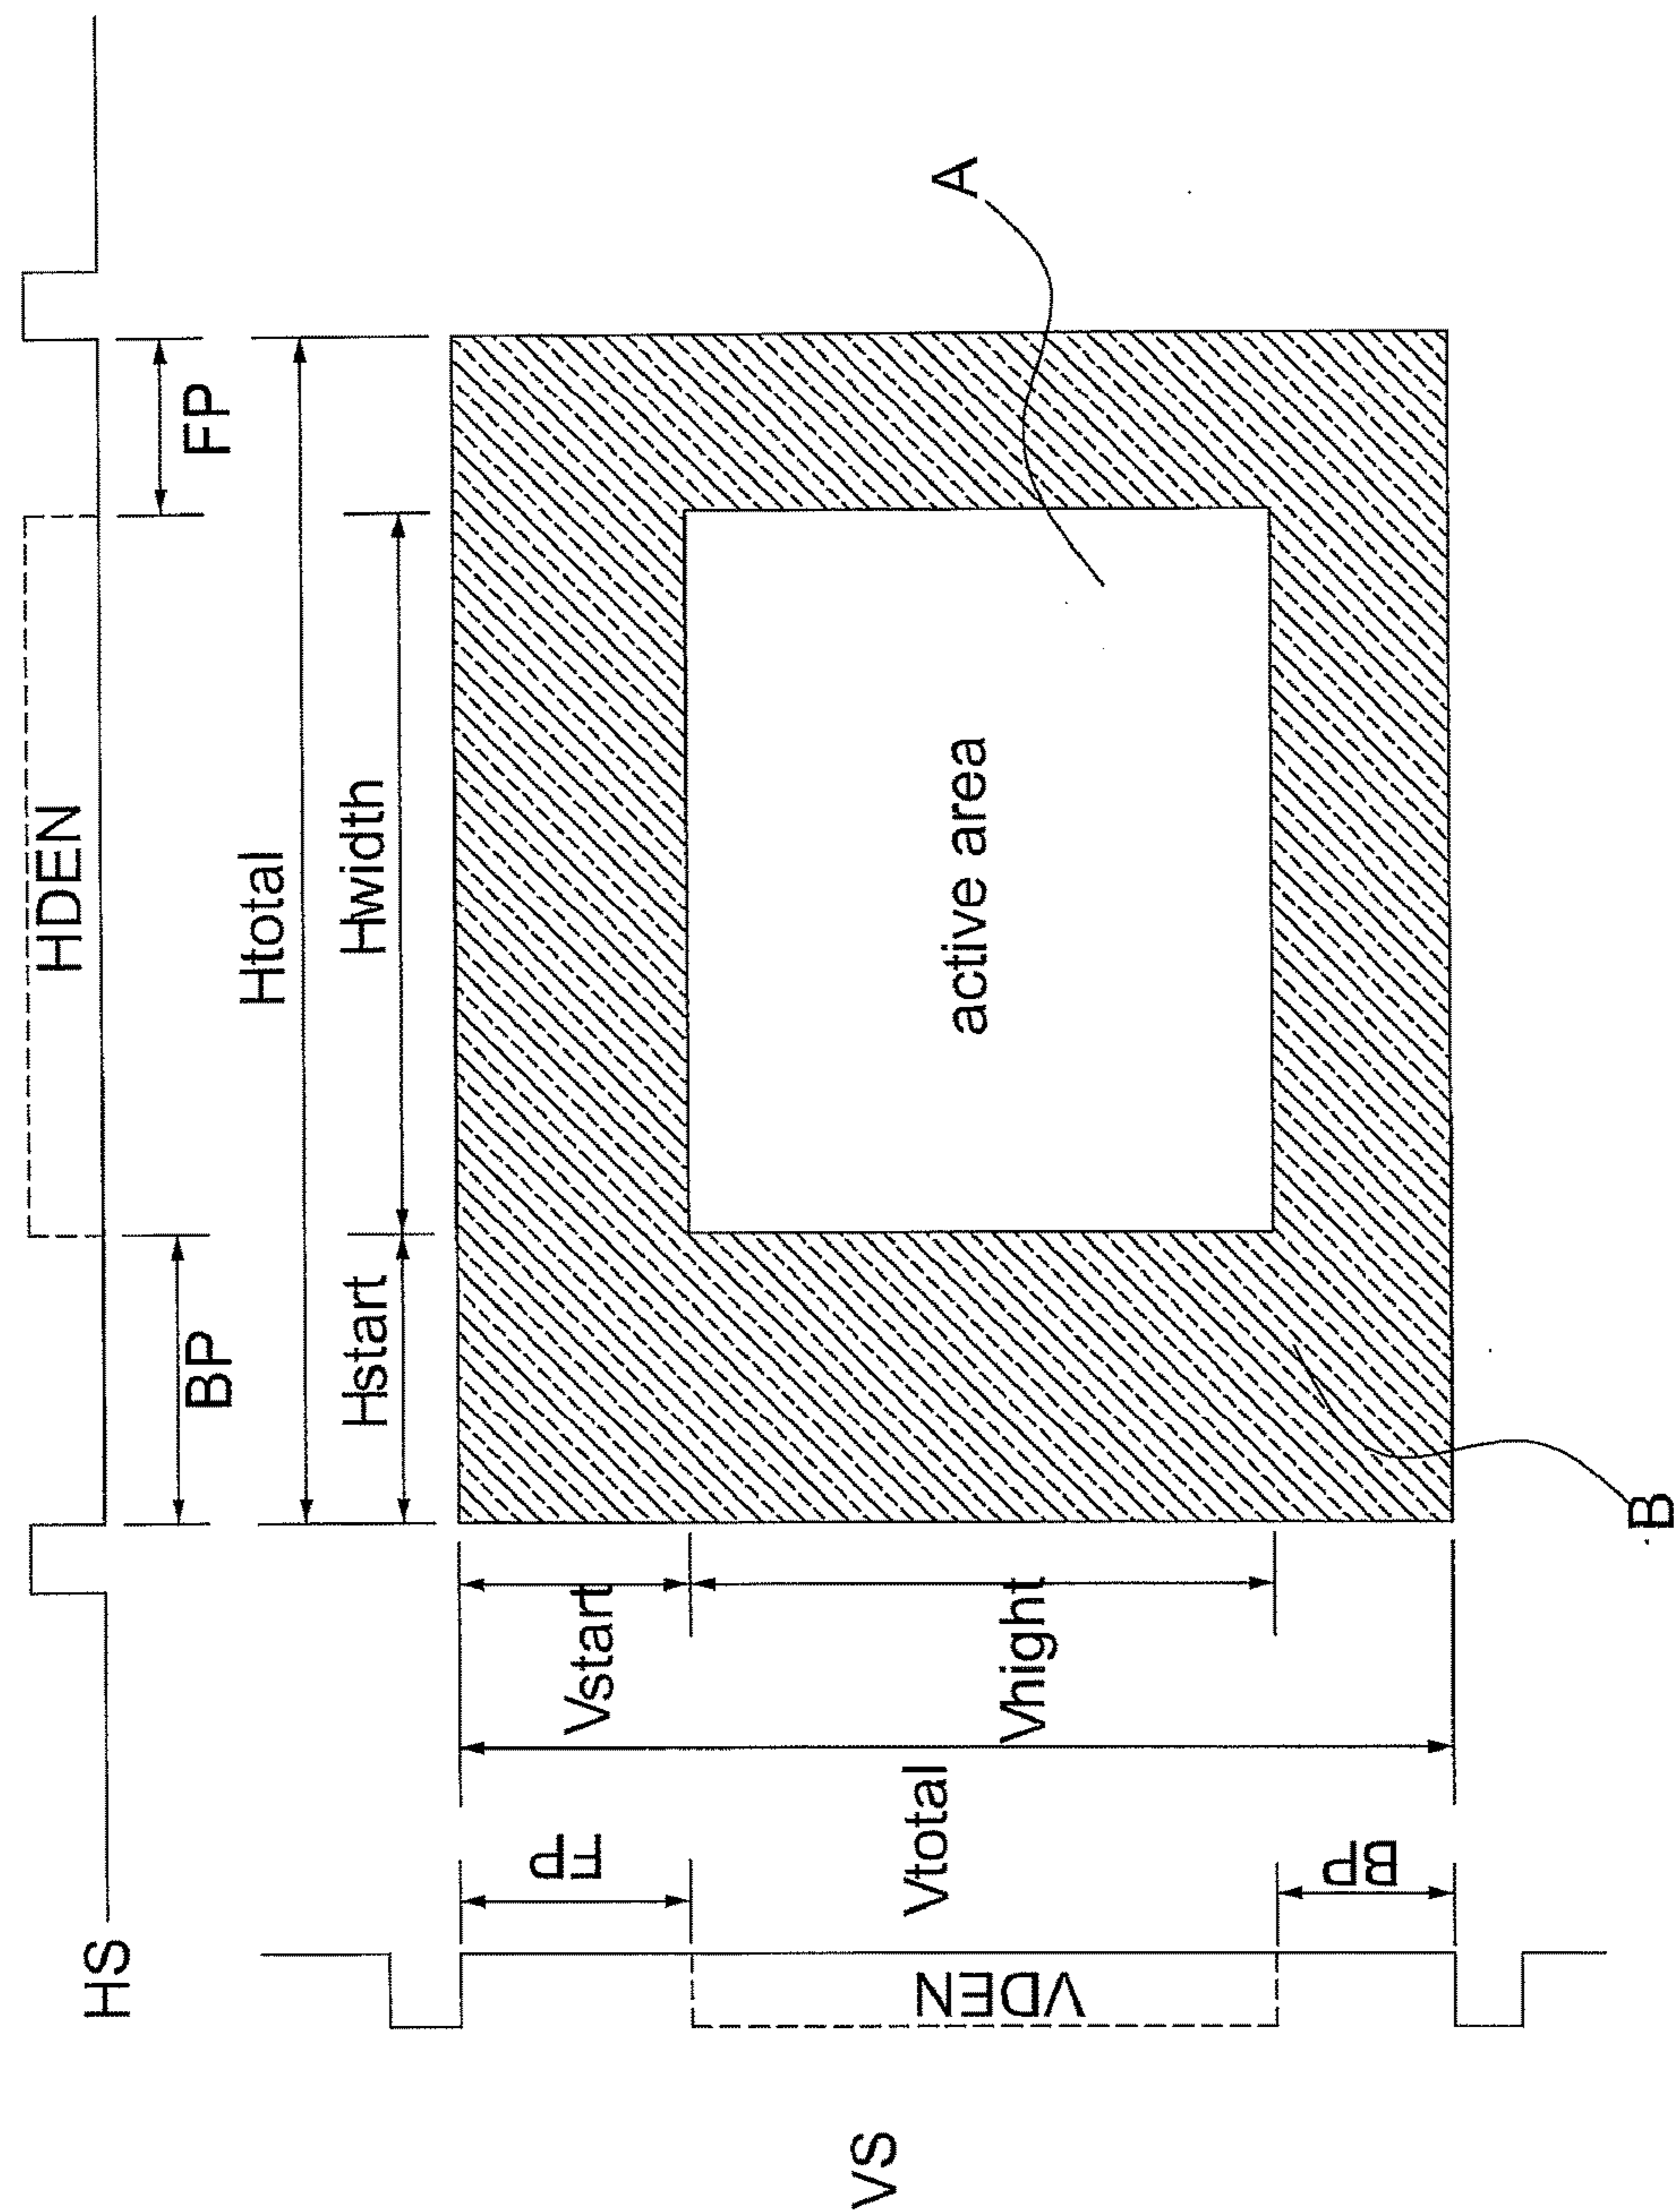 HS
HDEN
BP
FP
Htotal
Hstart
Hwidth
VS
VDEN
FP
BP
Vtotal
Vstart
Vhight
active area
A
B